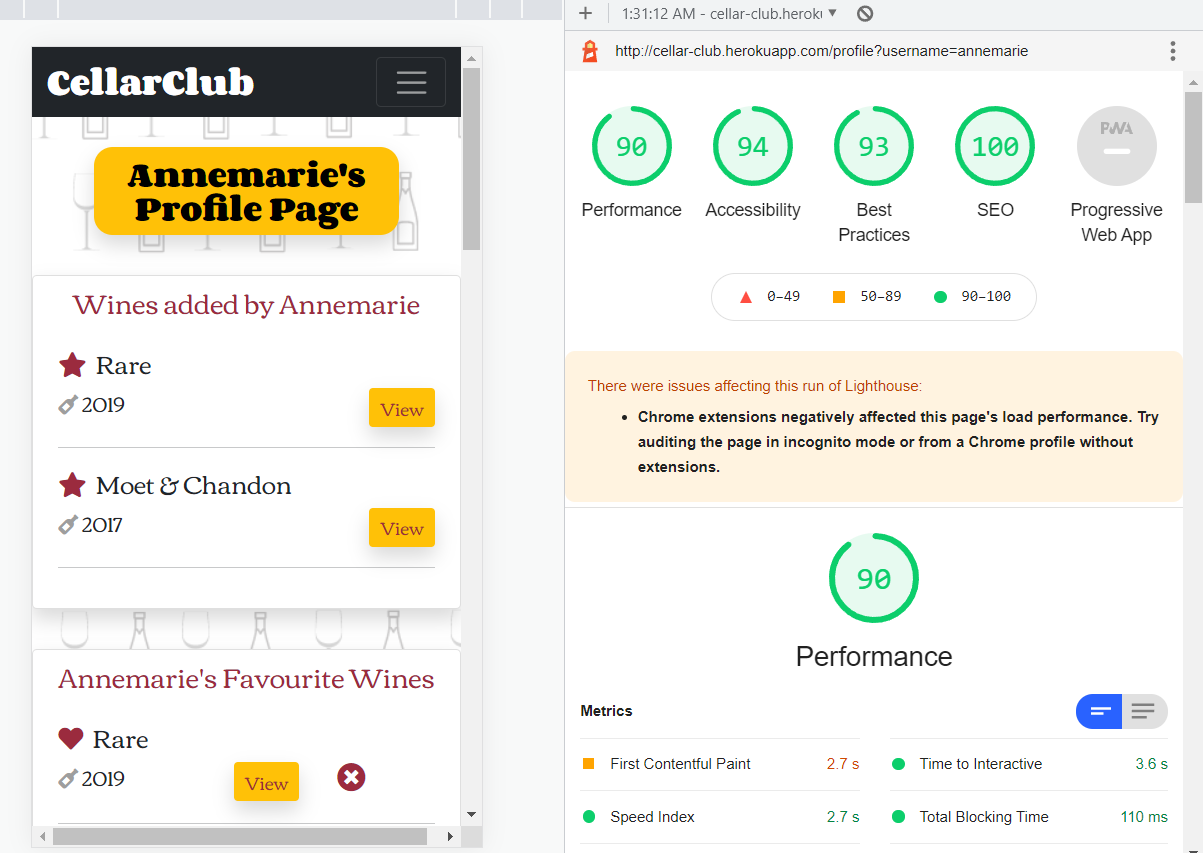 CellarClub
Annemarie's
Profile Page
Wines added by Annemarie
Rare
2019
View
Moet & Chandon
2017
View
Annemarie's Favourite Wines
Rare
2019
View
1:31:12 AM - cellar-club.heroku
http://cellar-club.herokuapp.com/profile?username=annemarie
90
94
93
100
PWA
Performance
Accessibility
Best
Practices
SEO
Progressive
Web App
0–49
50–89
90–100
There were issues affecting this run of Lighthouse:
Chrome extensions negatively affected this page's load performance. Try
auditing the page in incognito mode or from a Chrome profile without
extensions.
90
Performance
Metrics
First Contentful Paint 2.7 s
Time to Interactive 3.6 s
Speed Index 2.7 s
Total Blocking Time 110 ms